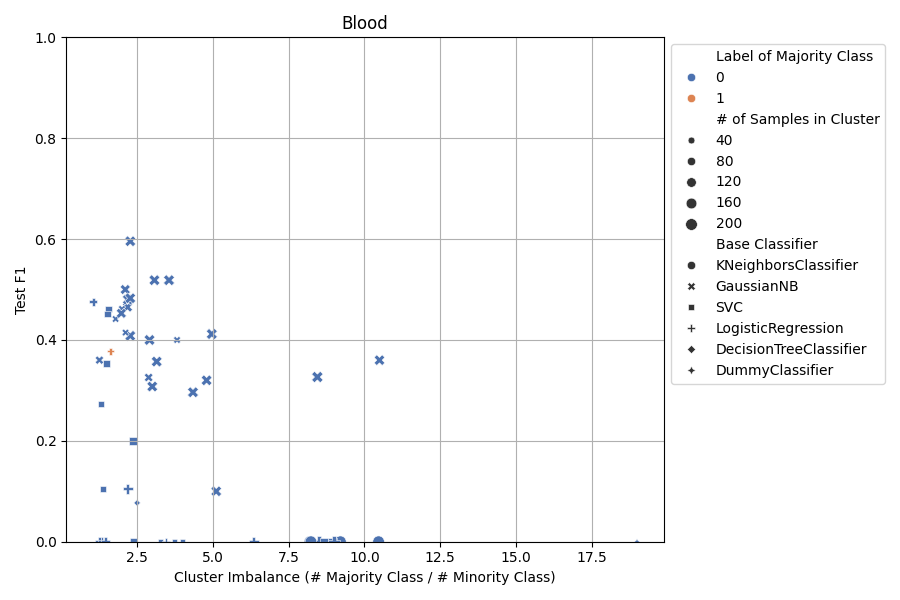 Blood
1.0
0.8
0.6
0.4
0.2
0.0
Test F1
2.5 5.0 7.5 10.0 12.5 15.0 17.5
Cluster Imbalance (# Majority Class / # Minority Class)
Label of Majority Class
0
1
# of Samples in Cluster
40
80
120
160
200
Base Classifier
KNeighborsClassifier
GaussianNB
SVC
LogisticRegression
DecisionTreeClassifier
DummyClassifier